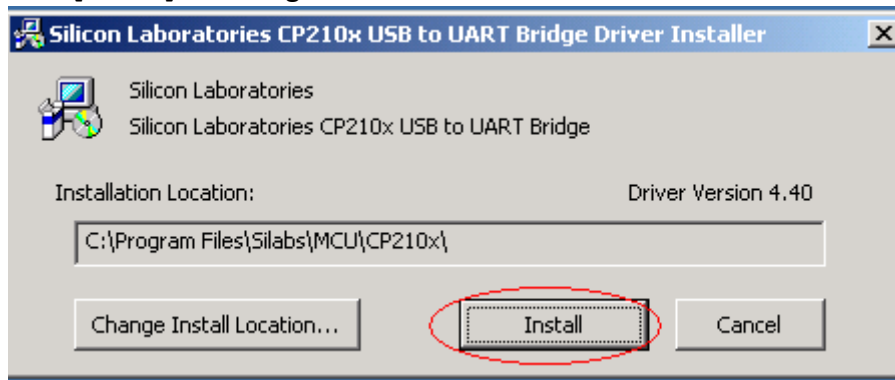 Silicon Laboratories CP210x USB to UART Bridge Driver Installer
Silicon Laboratories
Silicon Laboratories CP210x USB to UART Bridge
Installation Location:
Driver Version 4.40
C:\Program Files\Silabs\MCU\CP210x\
Change Install Location...
Install
Cancel